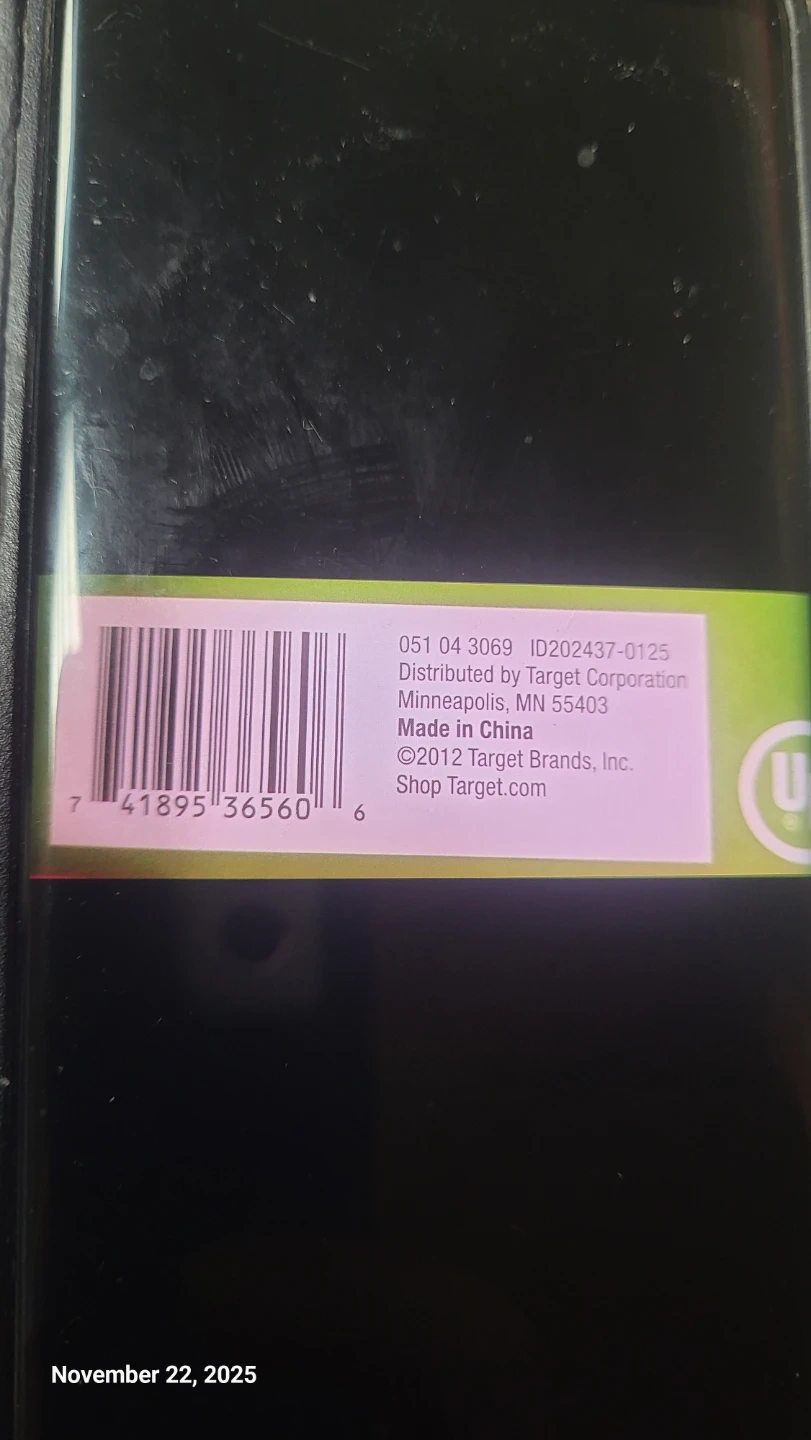 051 04 3069 ID202437-0125
Distributed by Target Corporation
Minneapolis, MN 55403
Made in China
©2012 Target Brands, Inc.
Shop Target.com
7 41895 36560 6
U
®
November 22, 2025